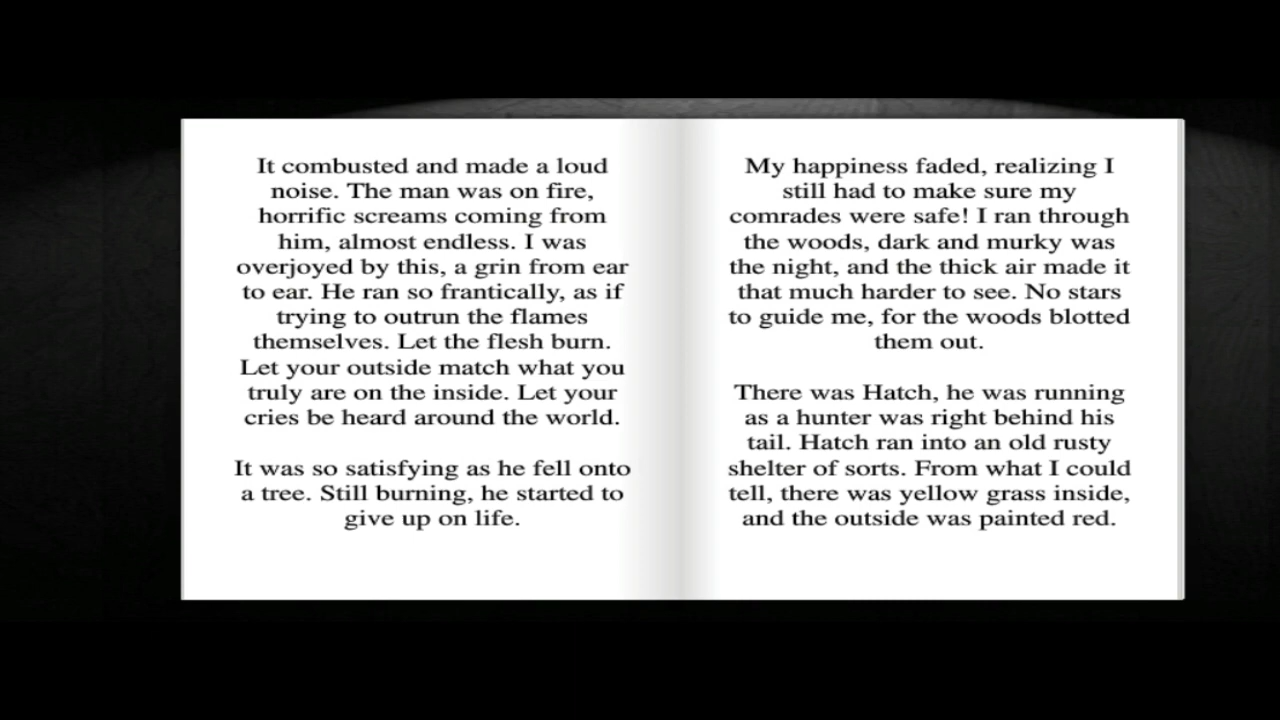 It combusted and made a loud
noise. The man was on fire,
horrific screams coming from
him, almost endless. I was
overjoyed by this, a grin from ear
to ear. He ran so frantically, as if
trying to outrun the flames
themselves. Let the flesh burn.
Let your outside match what you
truly are on the inside. Let your
cries be heard around the world.
It was so satisfying as he fell onto
a tree. Still burning, he started to
give up on life.
My happiness faded, realizing I
still had to make sure my
comrades were safe! I ran through
the woods, dark and murky was
the night, and the thick air made it
that much harder to see. No stars
to guide me, for the woods blotted
them out.
There was Hatch, he was running
as a hunter was right behind his
tail. Hatch ran into an old rusty
shelter of sorts. From what I could
tell, there was yellow grass inside,
and the outside was painted red.